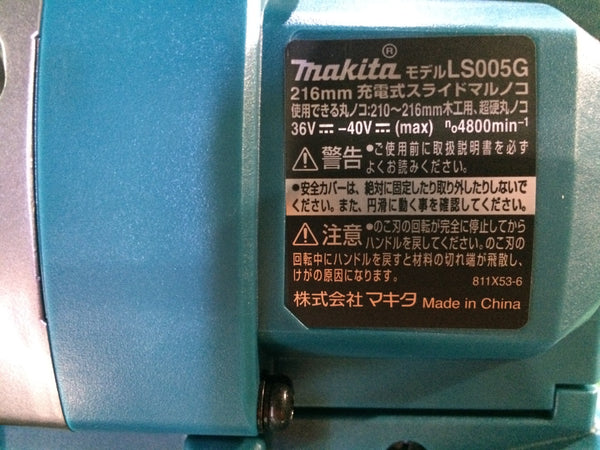 makita® モデルLS005G
216mm 充電式スライドマルノコ
使用できる丸ノコ:210〜216mm木工用、超硬丸ノコ
36V⎓ -40V⎓ (max) n₀4800min⁻¹
⚠警告 •ご使用前に取扱説明書を必ず
よくお読みください。
•安全カバーは、絶対に固定したり取り外したりしないで
ください。また、円滑に動く事を確認してください。
⚠注意 •のこ刃の回転が完全に停止してから
ハンドルを戻してください。のこ刃の
回転中にハンドルを戻すと材料の切れ端が飛散し、
けがの原因になります。
811X53-6
株式会社 マキタ Made in China